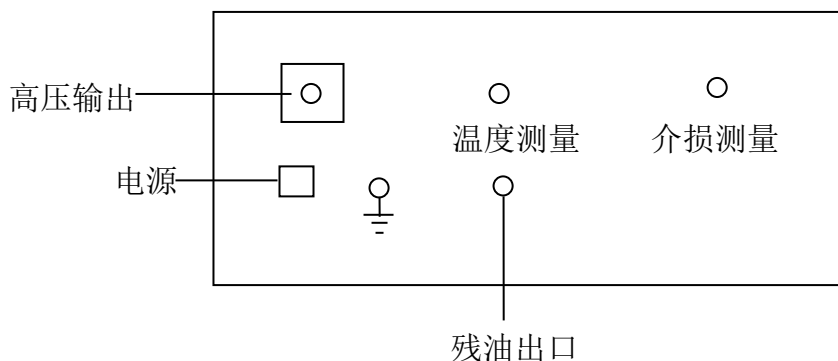 高压输出
温度测量
介损测量
电源
残油出口